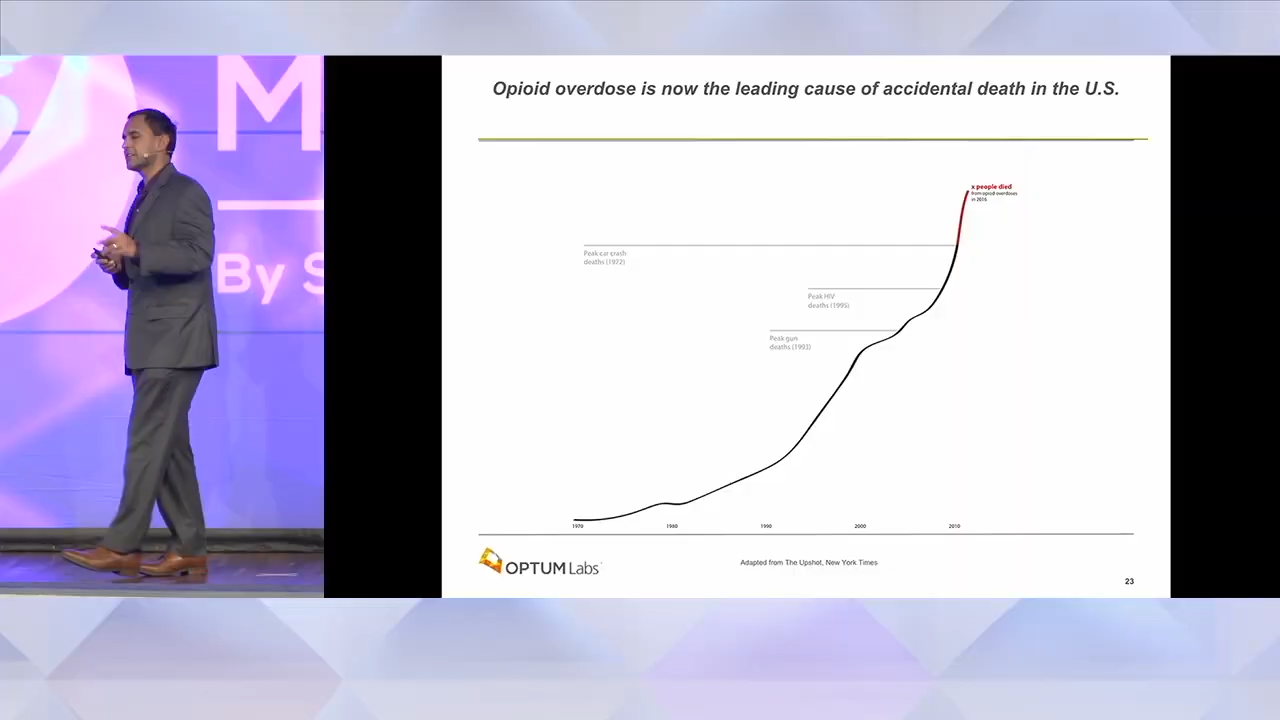 M
By S
Opioid overdose is now the leading cause of accidental death in the U.S.
x people died
from opioid overdoses
in 2016
Peak car crash
deaths (1972)
Peak HIV
deaths (1995)
Peak gun
deaths (1993)
1970 1980 1990 2000 2010
OPTUMLabs
Adapted from The Upshot, New York Times
23